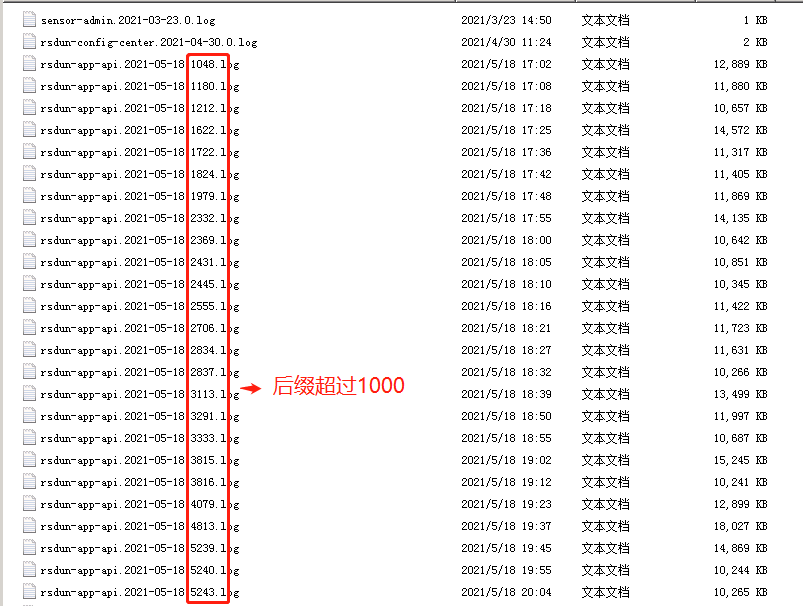 sensor-admin.2021-03-23.0.log 2021/3/23 14:50 文本文档 1 KB
rsdun-config-center.2021-04-30.0.log 2021/4/30 11:24 文本文档 2 KB
rsdun-app-api.2021-05-18.1048.log 2021/5/18 17:02 文本文档 12,889 KB
rsdun-app-api.2021-05-18.1180.log 2021/5/18 17:08 文本文档 11,880 KB
rsdun-app-api.2021-05-18.1212.log 2021/5/18 17:18 文本文档 10,657 KB
rsdun-app-api.2021-05-18.1622.log 2021/5/18 17:25 文本文档 14,572 KB
rsdun-app-api.2021-05-18.1722.log 2021/5/18 17:36 文本文档 11,317 KB
rsdun-app-api.2021-05-18.1824.log 2021/5/18 17:42 文本文档 11,405 KB
rsdun-app-api.2021-05-18.1979.log 2021/5/18 17:48 文本文档 11,869 KB
rsdun-app-api.2021-05-18.2332.log 2021/5/18 17:55 文本文档 14,135 KB
rsdun-app-api.2021-05-18.2369.log 2021/5/18 18:00 文本文档 10,642 KB
rsdun-app-api.2021-05-18.2431.log 2021/5/18 18:05 文本文档 10,851 KB
rsdun-app-api.2021-05-18.2445.log 2021/5/18 18:10 文本文档 10,345 KB
rsdun-app-api.2021-05-18.2555.log 2021/5/18 18:16 文本文档 11,422 KB
rsdun-app-api.2021-05-18.2706.log 2021/5/18 18:21 文本文档 11,723 KB
rsdun-app-api.2021-05-18.2834.log 2021/5/18 18:27 文本文档 11,631 KB
rsdun-app-api.2021-05-18.2837.log 2021/5/18 18:32 文本文档 10,266 KB
后缀超过1000
rsdun-app-api.2021-05-18.3113.log 2021/5/18 18:39 文本文档 13,499 KB
rsdun-app-api.2021-05-18.3291.log 2021/5/18 18:50 文本文档 11,997 KB
rsdun-app-api.2021-05-18.3333.log 2021/5/18 18:55 文本文档 10,687 KB
rsdun-app-api.2021-05-18.3815.log 2021/5/18 19:02 文本文档 15,245 KB
rsdun-app-api.2021-05-18.3816.log 2021/5/18 19:12 文本文档 10,241 KB
rsdun-app-api.2021-05-18.4079.log 2021/5/18 19:23 文本文档 12,899 KB
rsdun-app-api.2021-05-18.4813.log 2021/5/18 19:37 文本文档 18,027 KB
rsdun-app-api.2021-05-18.5239.log 2021/5/18 19:45 文本文档 14,869 KB
rsdun-app-api.2021-05-18.5240.log 2021/5/18 19:55 文本文档 10,244 KB
rsdun-app-api.2021-05-18.5243.log 2021/5/18 20:04 文本文档 10,265 KB